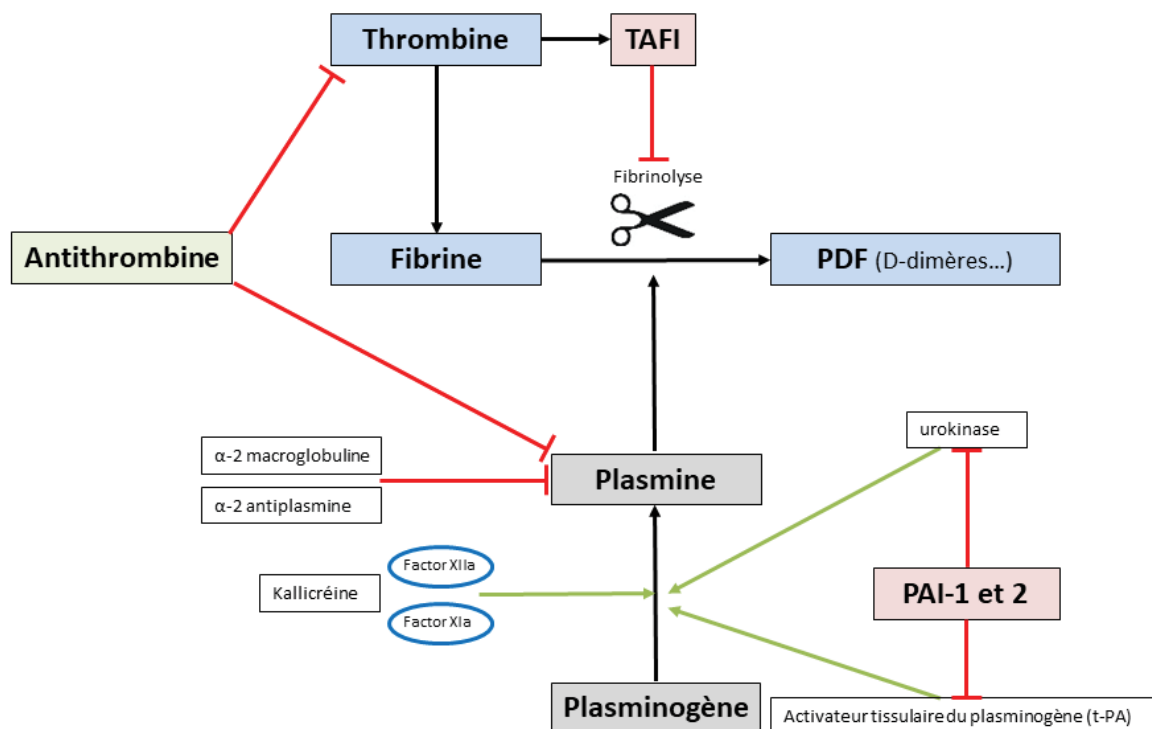 Thrombine
TAFI
Fibrinolyse
Antithrombine
Fibrine
PDF (D-dimères...)
urokinase
α-2 macroglobuline
Plasmine
α-2 antiplasmine
Factor XIIa
Kallicréine
PAI-1 et 2
Factor XIa
Plasminogène
Activateur tissulaire du plasminogène (t-PA)